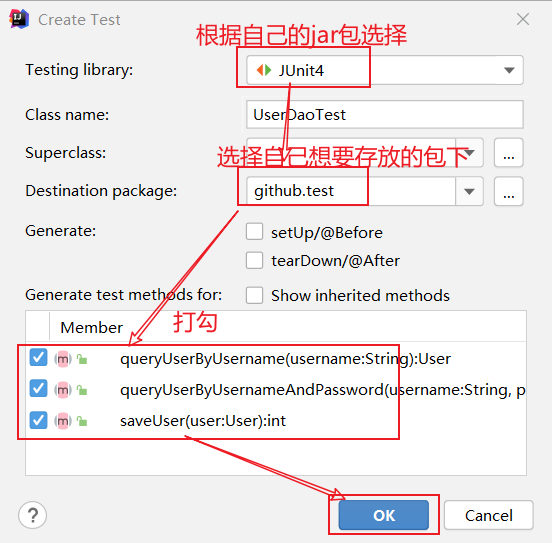 Create Test
根据自己的jar包选择
Testing library:
JUnit4
Class name:
UserDaoTest
Superclass:
...
选择自己想要存放的包下
Destination package:
github.test
...
Generate:
setUp/@Before
tearDown/@After
Generate test methods for:
Show inherited methods
打勾
Member
m queryUserByUsername(username:String):User
m queryUserByUsernameAndPassword(username:String, p
m saveUser(user:User):int
?
OK
Cancel